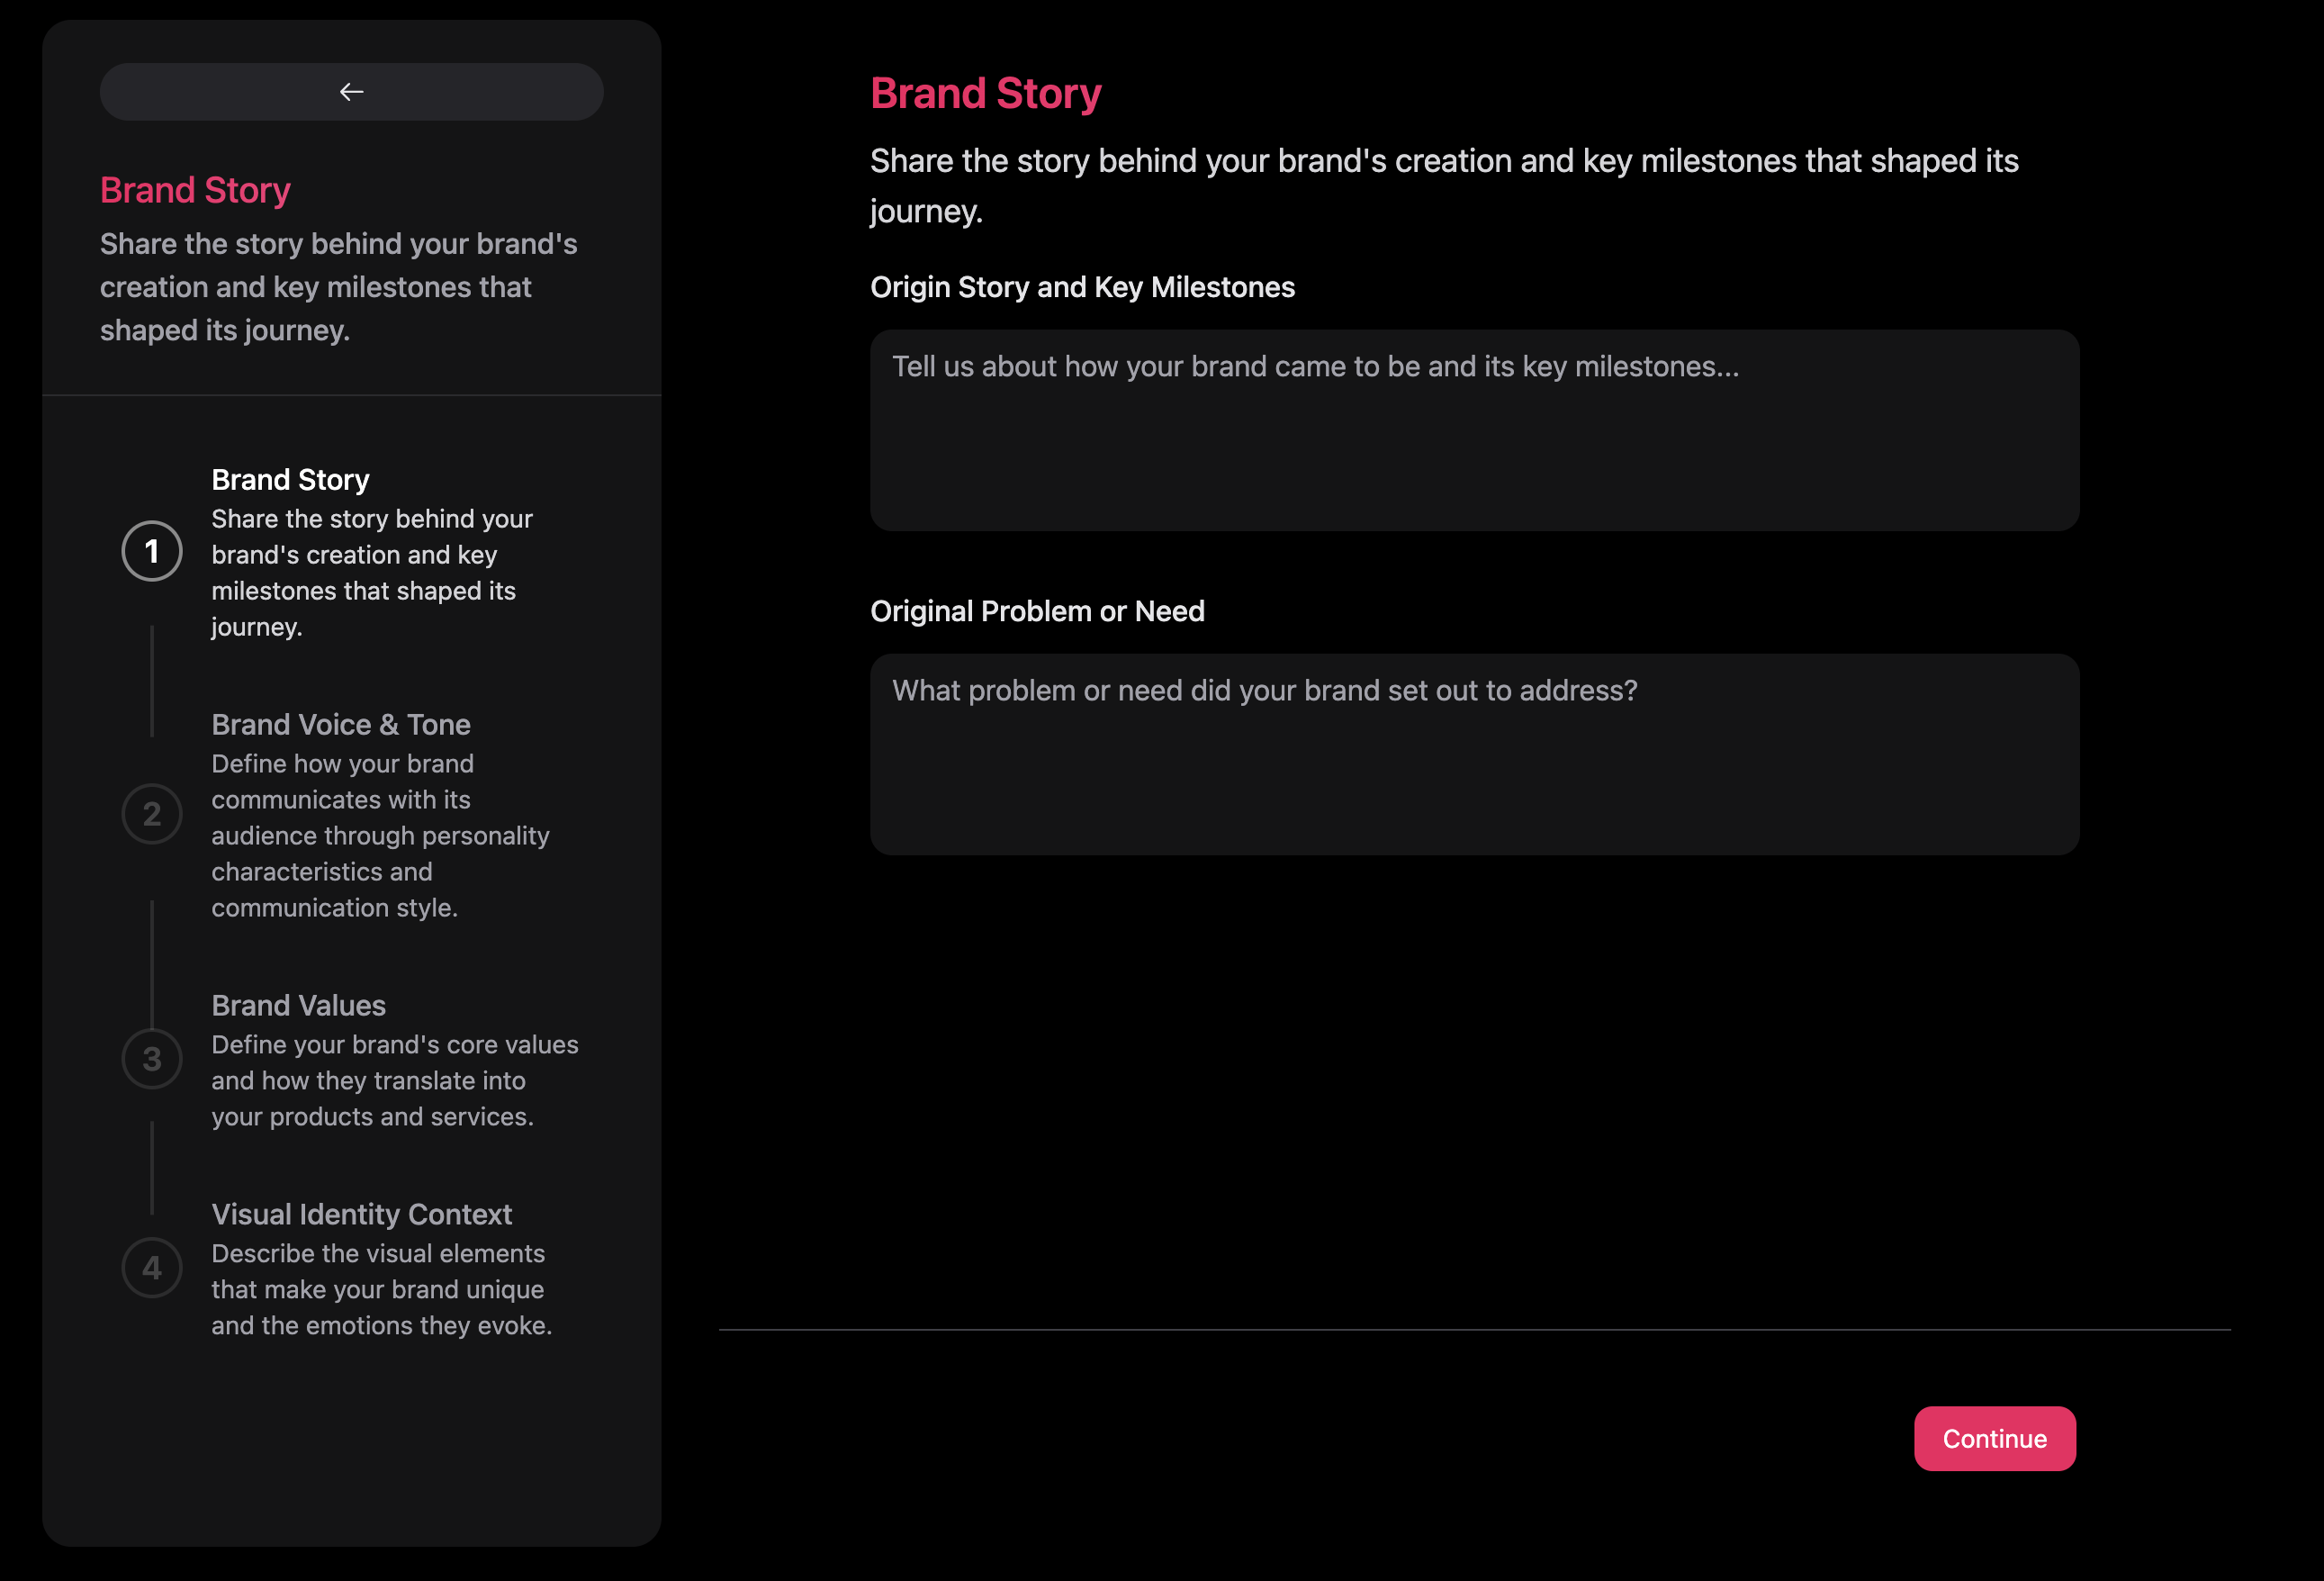 Brand Story
Share the story behind your brand's
creation and key milestones that
shaped its journey.
1
Brand Story
Share the story behind your
brand's creation and key
milestones that shaped its
journey.
2
Brand Voice & Tone
Define how your brand
communicates with its
audience through personality
characteristics and
communication style.
3
Brand Values
Define your brand's core values
and how they translate into
your products and services.
4
Visual Identity Context
Describe the visual elements
that make your brand unique
and the emotions they evoke.
Brand Story
Share the story behind your brand's creation and key milestones that shaped its
journey.
Origin Story and Key Milestones
Tell us about how your brand came to be and its key milestones...
Original Problem or Need
What problem or need did your brand set out to address?
Continue